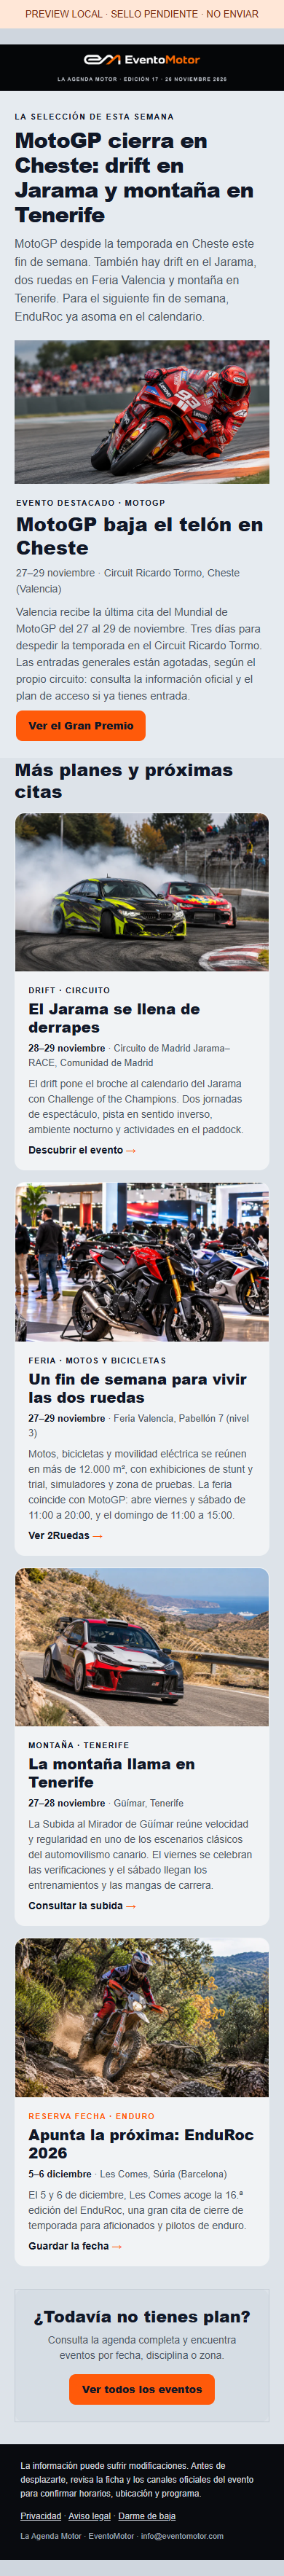 PREVIEW LOCAL · SELLO PENDIENTE · NO ENVIAR
EventoMotor
LA AGENDA MOTOR · EDICIÓN 17 · 26 NOVIEMBRE 2026
LA SELECCIÓN DE ESTA SEMANA
MotoGP cierra en
Cheste: drift en
Jarama y montaña en
Tenerife
MotoGP despide la temporada en Cheste este
fin de semana. También hay drift en el Jarama,
dos ruedas en Feria Valencia y montaña en
Tenerife. Para el siguiente fin de semana,
EnduRoc ya asoma en el calendario.
93
EVENTO DESTACADO · MOTOGP
MotoGP baja el telón en
Cheste
27–29 noviembre · Circuit Ricardo Tormo, Cheste
(Valencia)
Valencia recibe la última cita del Mundial de
MotoGP del 27 al 29 de noviembre. Tres días para
despedir la temporada en el Circuit Ricardo Tormo.
Las entradas generales están agotadas, según el
propio circuito: consulta la información oficial y el
plan de acceso si ya tienes entrada.
Ver el Gran Premio
Más planes y próximas
citas
DRIFT · CIRCUITO
El Jarama se llena de
derrapes
28–29 noviembre · Circuito de Madrid Jarama–
RACE, Comunidad de Madrid
El drift pone el broche al calendario del Jarama
con Challenge of the Champions. Dos jornadas
de espectáculo, pista en sentido inverso,
ambiente nocturno y actividades en el paddock.
Descubrir el evento →
FERIA · MOTOS Y BICICLETAS
Un fin de semana para vivir
las dos ruedas
27–29 noviembre · Feria Valencia, Pabellón 7 (nivel
3)
Motos, bicicletas y movilidad eléctrica se reúnen
en más de 12.000 m², con exhibiciones de stunt y
trial, simuladores y zona de pruebas. La feria
coincide con MotoGP: abre viernes y sábado de
11:00 a 20:00, y el domingo de 11:00 a 15:00.
Ver 2Ruedas →
MONTAÑA · TENERIFE
La montaña llama en
Tenerife
27–28 noviembre · Güímar, Tenerife
La Subida al Mirador de Güímar reúne velocidad
y regularidad en uno de los escenarios clásicos
del automovilismo canario. El viernes se celebran
las verificaciones y el sábado llegan los
entrenamientos y las mangas de carrera.
Consultar la subida →
RESERVA FECHA · ENDURO
Apunta la próxima: EnduRoc
2026
5–6 diciembre · Les Comes, Súria (Barcelona)
El 5 y 6 de diciembre, Les Comes acoge la 16.ª
edición del EnduRoc, una gran cita de cierre de
temporada para aficionados y pilotos de enduro.
Guardar la fecha →
¿Todavía no tienes plan?
Consulta la agenda completa y encuentra
eventos por fecha, disciplina o zona.
Ver todos los eventos
La información puede sufrir modificaciones. Antes de
desplazarte, revisa la ficha y los canales oficiales del evento
para confirmar horarios, ubicación y programa.
Privacidad · Aviso legal · Darme de baja
La Agenda Motor · EventoMotor · info@eventomotor.com